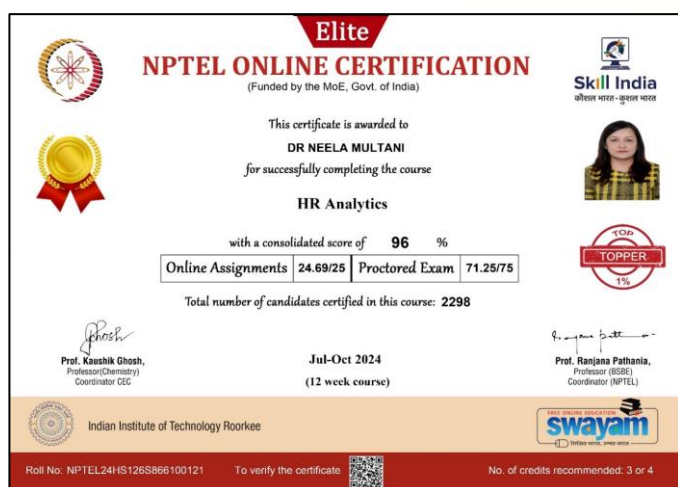 Elite
NPTEL ONLINE CERTIFICATION
(Funded by the MoE, Govt. of India)
Skill India
कौशल भारत - कुशल भारत
This certificate is awarded to
DR NEELA MULTANI
for successfully completing the course
HR Analytics
with a consolidated score of 96 %
Online Assignments 24.69/25 Proctored Exam 71.25/75
TOP
TOPPER
1%
Total number of candidates certified in this course: 2298
Prof. Kaushik Ghosh,
Professor(Chemistry)
Coordinator CEC
Jul-Oct 2024
(12 week course)
Prof. Ranjana Pathania,
Professor (BSBE)
Coordinator (NPTEL)
Indian Institute of Technology Roorkee
FREE ONLINE EDUCATION
swayam
शिक्षित भारत, उन्नत भारत
Roll No: NPTEL24HS126S866100121 To verify the certificate No. of credits recommended: 3 or 4